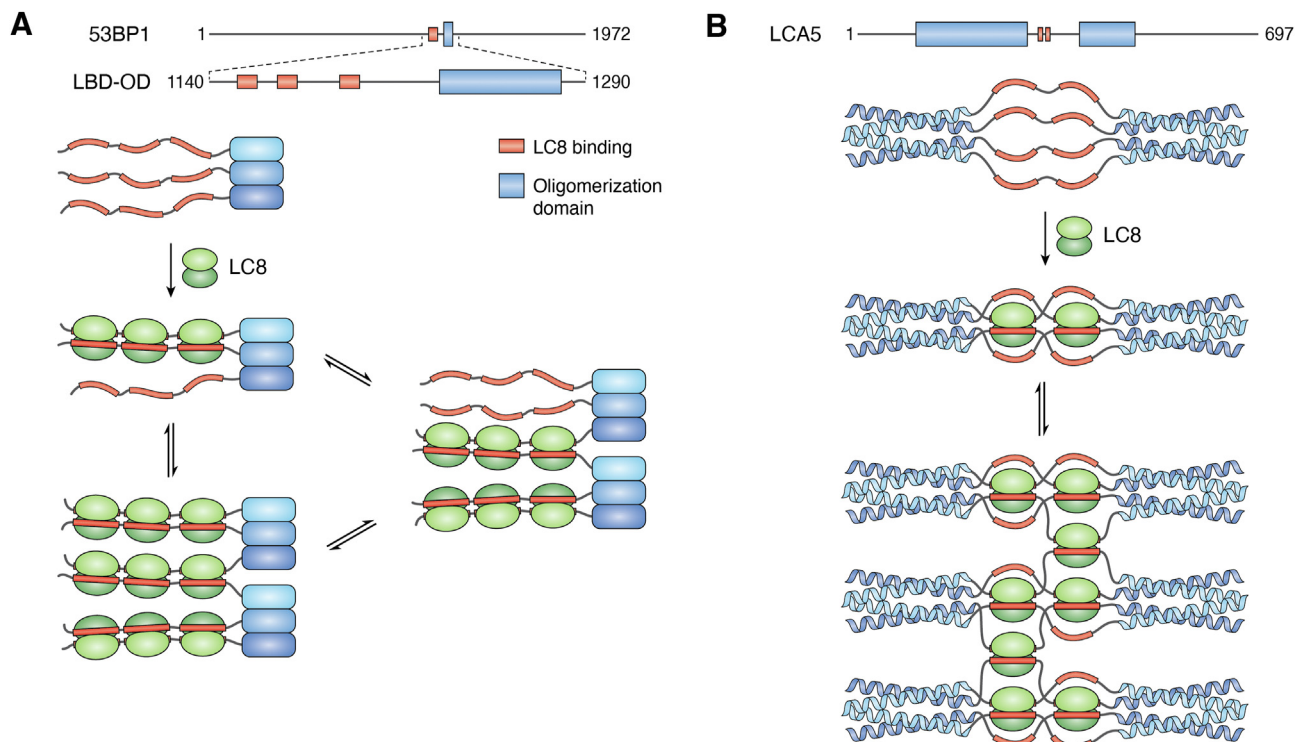 A
53BP1 1 1972
LBD-OD 1140 1290
LC8 binding
Oligomerization
domain
LC8
B
LCA5 1 697
LC8